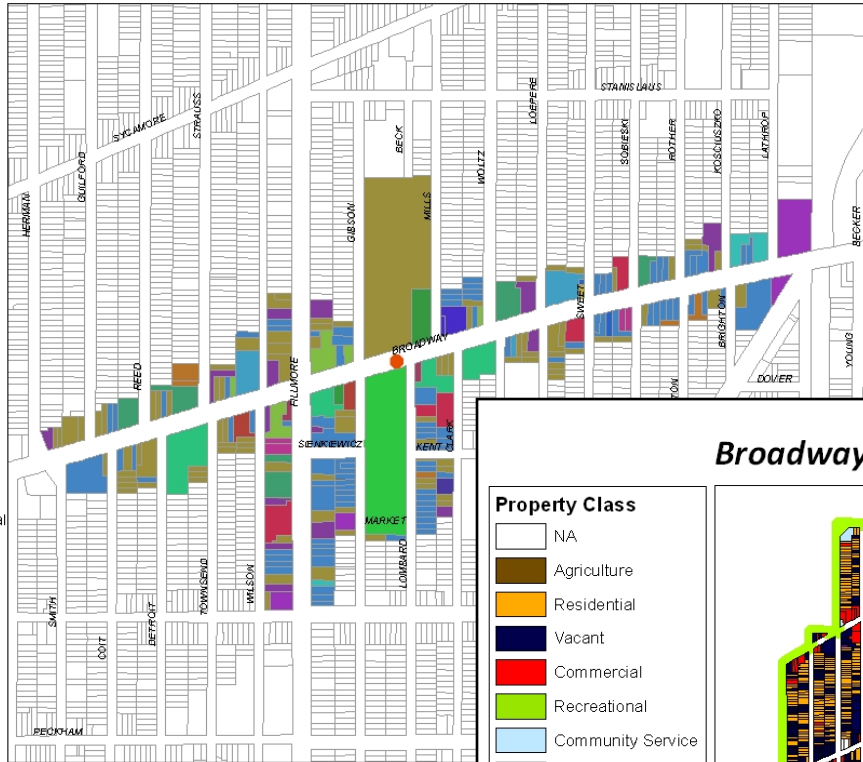 STANISLAUS
LOEPERE
SYCAMORE
STRAUSS
BECK
SOBIESKI
ROTHER
KOSCIUSZKO
LATHROP
WOLTZ
GUILFORD
HERMAN
GIBSON
MILLS
BECKER
SWEET
BRIGHTON
BROADWAY
YOUNG
REED
FILLMORE
DOVER
TON
SIENKIEWICZ
KENT
CLARK
MARKET
al
LOMBARD
TOWNSEND
WILSON
SMITH
DETROIT
COIT
PECKHAM
Broadway
Property Class
NA
Agriculture
Residential
Vacant
Commercial
Recreational
Community Service